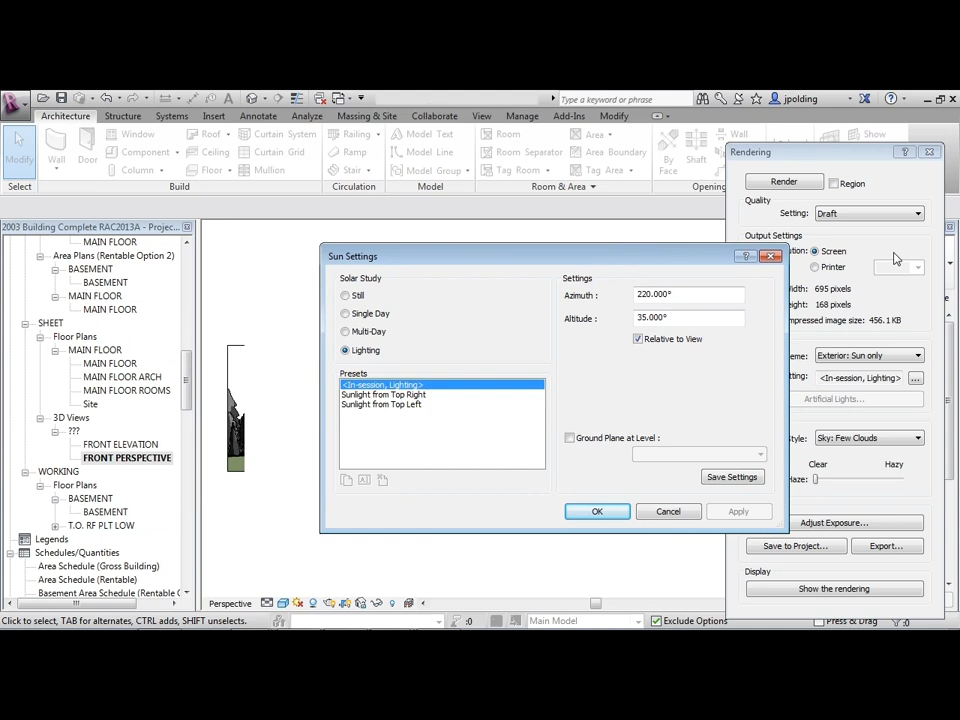 Type a keyword or phrase
jpolding
Architecture Structure Systems Insert Annotate Analyze Massing & Site Collaborate View Manage Add-Ins Modify
Modify
Wall
Door
Window
Component
Column
Roof
Ceiling
Floor
Curtain System
Curtain Grid
Mullion
Railing
Ramp
Stair
Model Text
Model Line
Model Group
Room
Room Separator
Tag Room
Area
Area Boundary
Tag Area
By
Face
Shaft
Wall
Show
Select
Build
Circulation
Model
Room & Area
2003 Building Complete RAC2013A - Projec...
MAIN FLOOR
Area Plans (Rentable Option 2)
BASEMENT
BASEMENT
MAIN FLOOR
MAIN FLOOR
SHEET
Floor Plans
MAIN FLOOR
MAIN FLOOR
MAIN FLOOR ARCH
MAIN FLOOR ROOMS
Site
3D Views
???
FRONT ELEVATION
FRONT PERSPECTIVE
WORKING
Floor Plans
BASEMENT
BASEMENT
T.O. RF PLT LOW
Legends
Schedules/Quantities
Area Schedule (Gross Building)
Area Schedule (Rentable)
Sun Settings
Solar Study
Still
Single Day
Multi-Day
Lighting
Presets
<In-session, Lighting>
Sunlight from Top Right
Sunlight from Top Left
Settings
Azimuth : 220.000°
Altitude : 35.000°
Relative to View
Ground Plane at Level :
Save Settings
OK Cancel Apply
Rendering
Render
Region
Quality
Setting: Draft
Output Settings
Screen
Printer
695 pixels
168 pixels
456.1 KB
Exterior: Sun only
<In-session, Lighting> ...
Artificial Lights...
Style: Sky: Few Clouds
Clear Hazy
Haze:
Adjust Exposure...
Save to Project... Export...
Display
Show the rendering
Perspective
Click to select, TAB for alternates, CTRL adds, SHIFT unselects.
:0
Main Model
Exclude Options
Press & Drag
:0